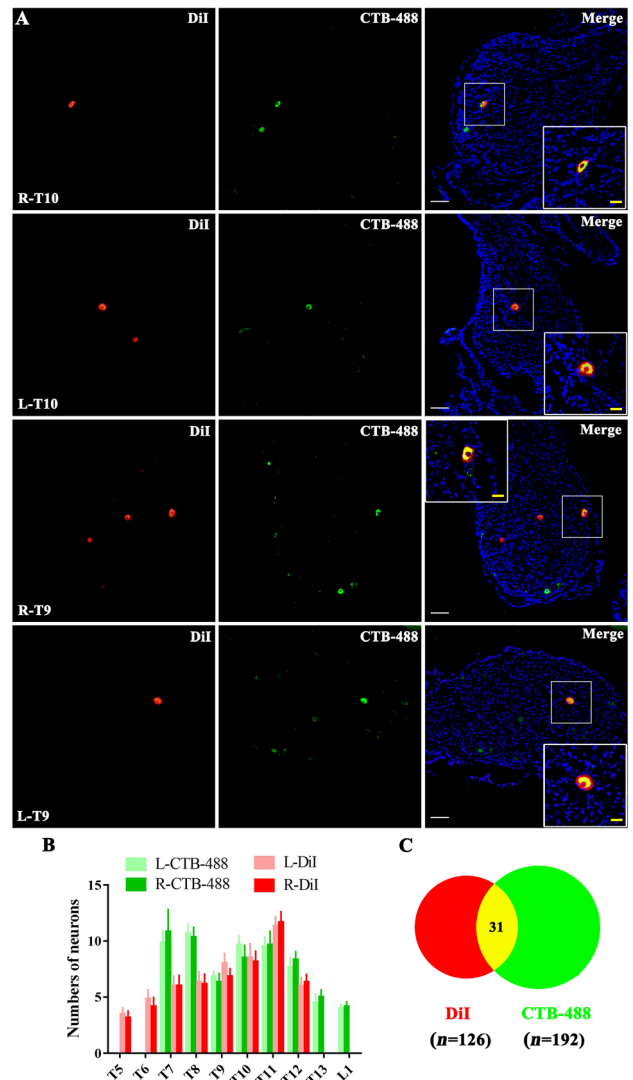 A
DiI
CTB-488
Merge
R-T10
DiI
CTB-488
Merge
L-T10
DiI
CTB-488
Merge
R-T9
DiI
CTB-488
Merge
L-T9
B
L-CTB-488
L-DiI
R-CTB-488
R-DiI
Numbers of neurons
15
10
5
0
T5 T6 T7 T8 T9 T10 T11 T12 T13 L1
C
31
DiI
CTB-488
(n=126)
(n=192)